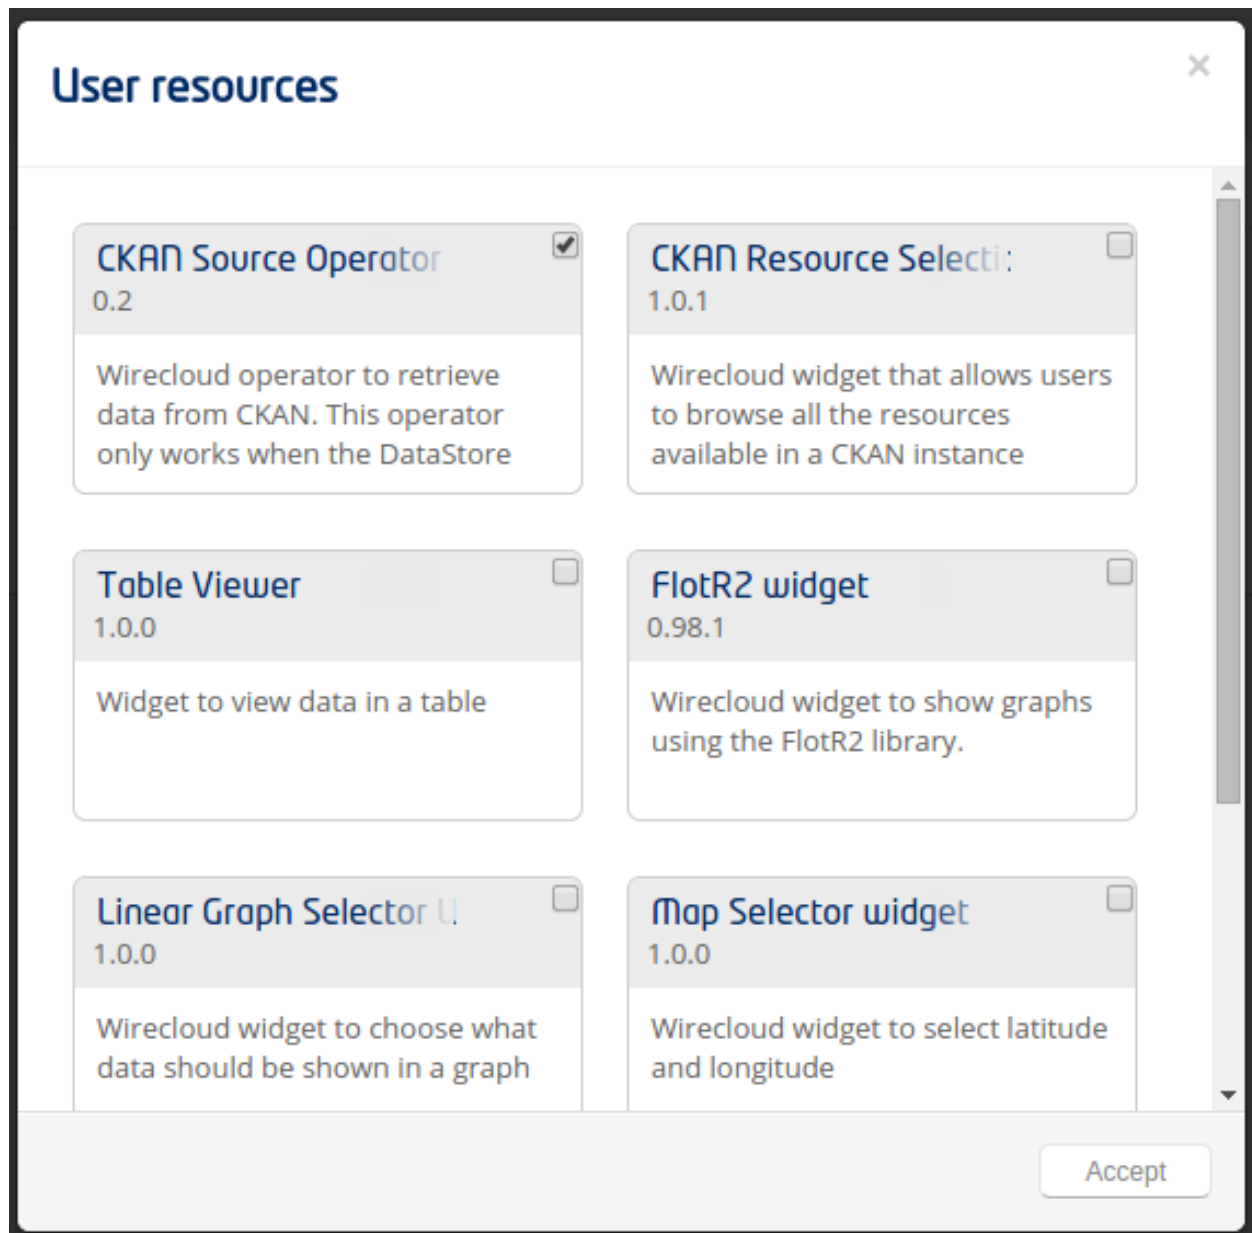 User resources
×
CKAN Source Operator
0.2
Wirecloud operator to retrieve
data from CKAN. This operator
only works when the DataStore
CKAN Resource Selecti
1.0.1
Wirecloud widget that allows users
to browse all the resources
available in a CKAN instance
Table Viewer
1.0.0
Widget to view data in a table
FlotR2 widget
0.98.1
Wirecloud widget to show graphs
using the FlotR2 library.
Linear Graph Selector
1.0.0
Wirecloud widget to choose what
data should be shown in a graph
Map Selector widget
1.0.0
Wirecloud widget to select latitude
and longitude
Accept